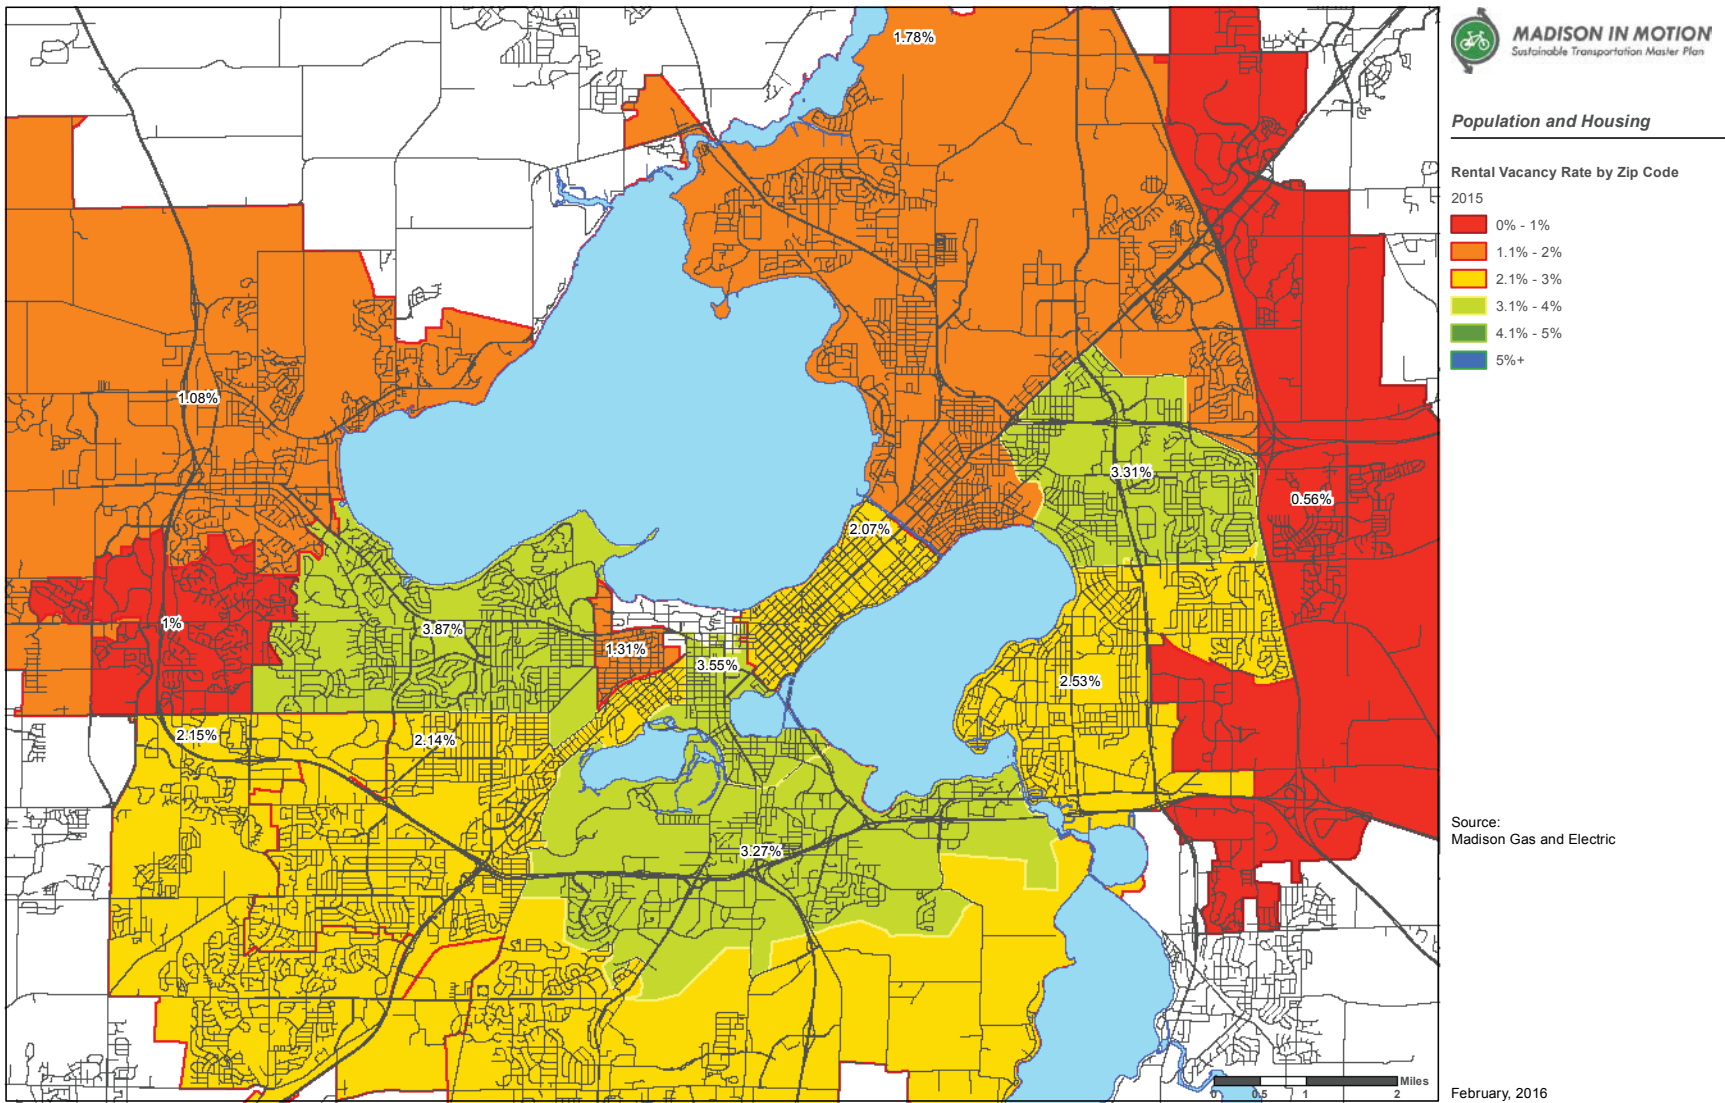 MADISON IN MOTION
Sustainable Transportation Master Plan
Population and Housing
Rental Vacancy Rate by Zip Code
2015
0% - 1%
1.1% - 2%
2.1% - 3%
3.1% - 4%
4.1% - 5%
5%+
1.78%
1.08%
3.31%
0.56%
2.07%
1%
3.87%
1.31%
3.55%
2.53%
2.15%
2.14%
3.27%
Source:
Madison Gas and Electric
Miles
0 0.5 1 2
February, 2016